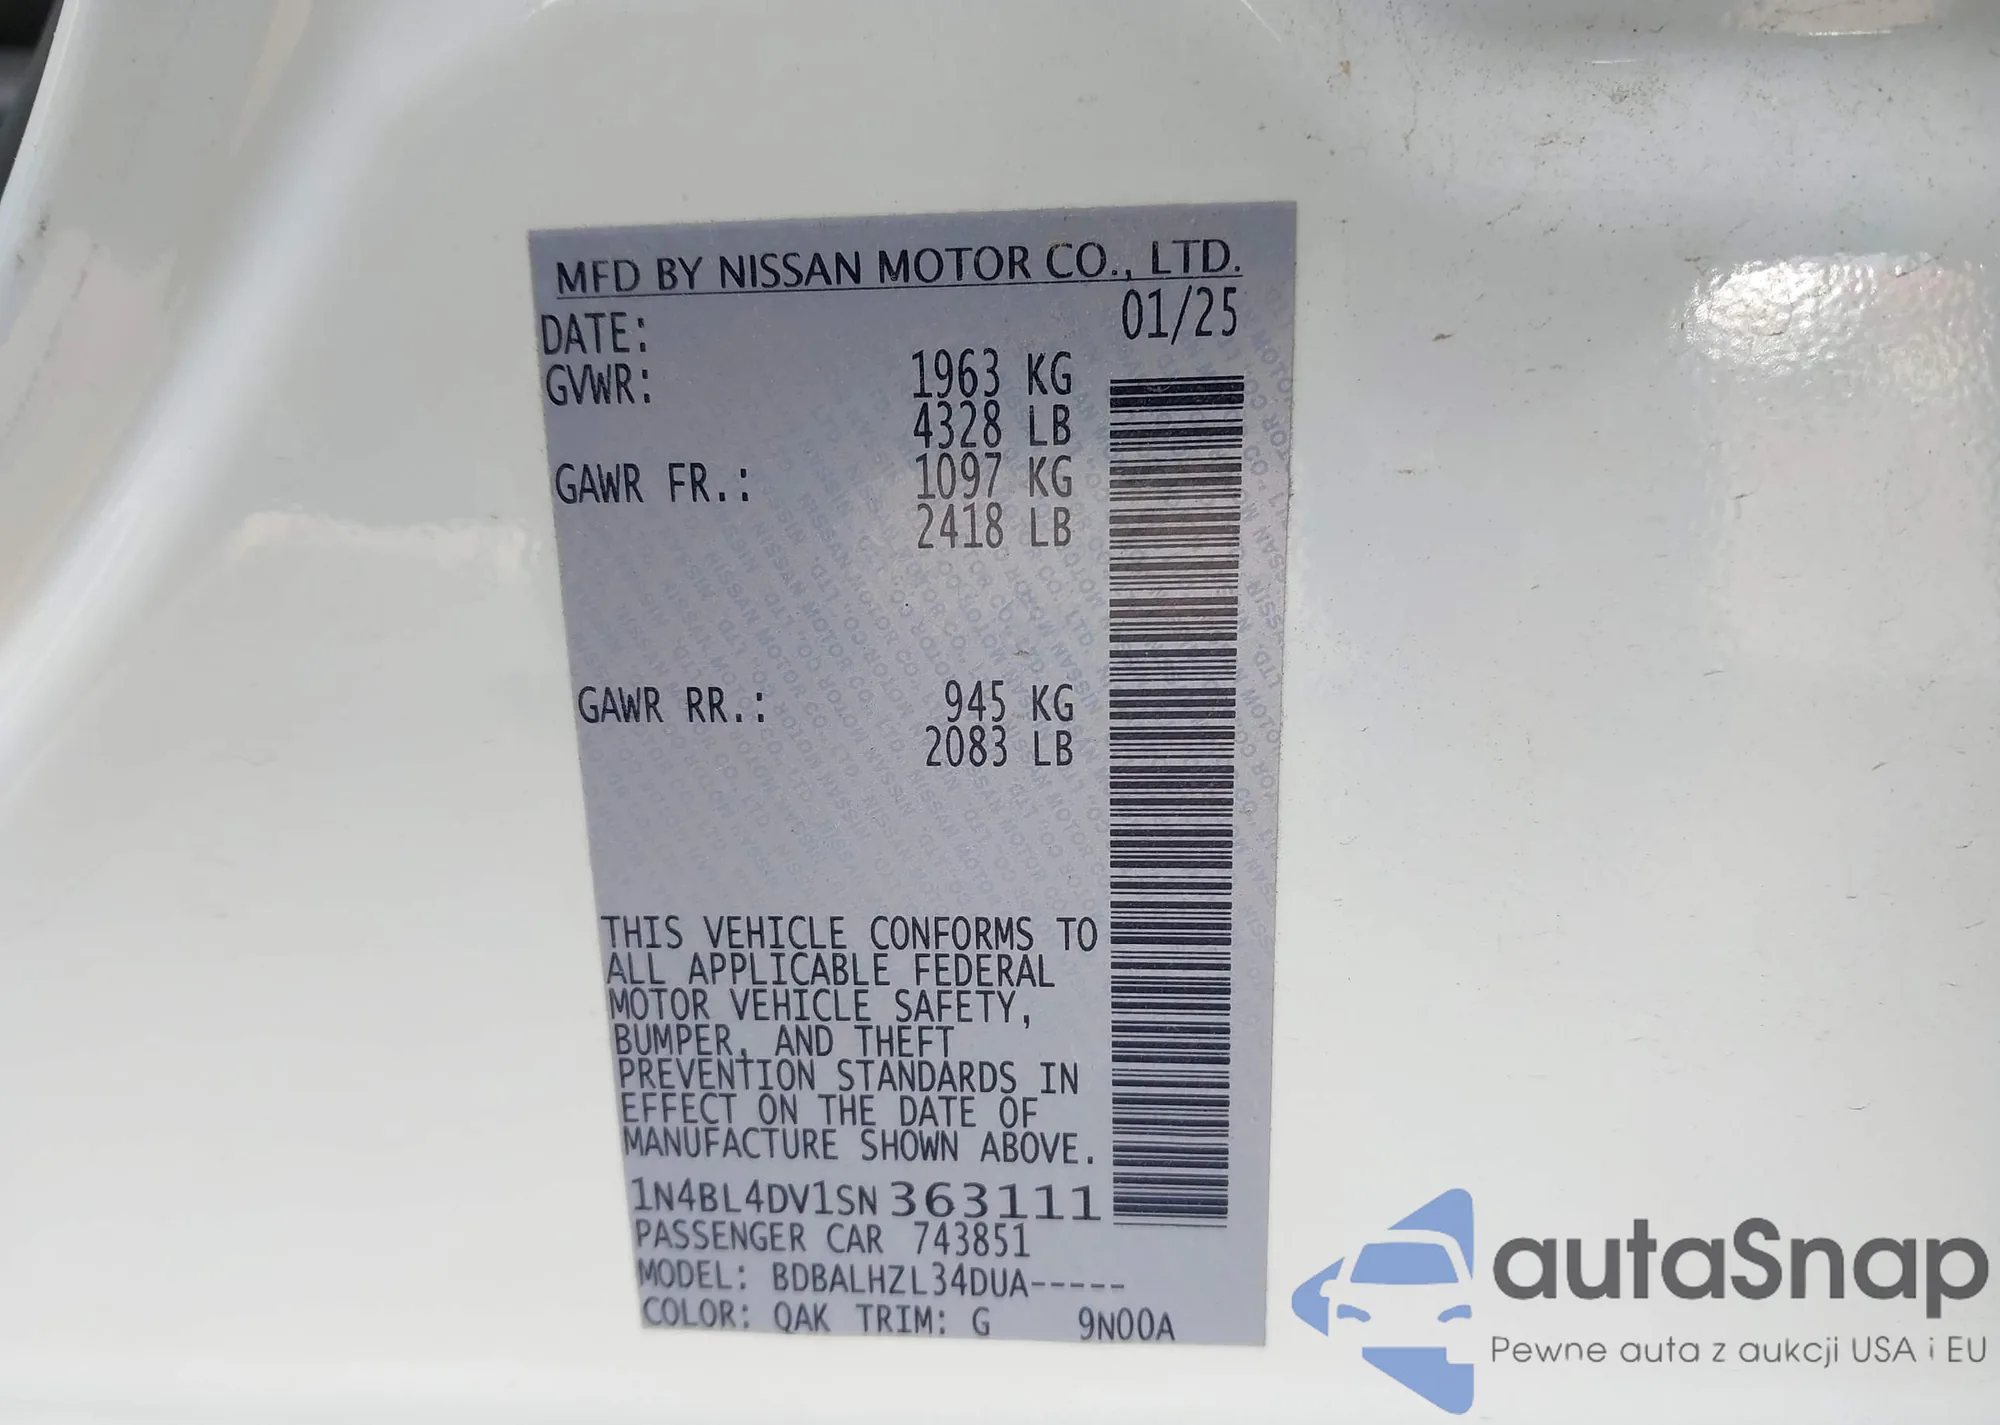 MFD BY NISSAN MOTOR CO., LTD.
DATE: 01/25
GVWR: 1963 KG
4328 LB
GAWR FR.: 1097 KG
2418 LB
GAWR RR.: 945 KG
2083 LB
THIS VEHICLE CONFORMS TO
ALL APPLICABLE FEDERAL
MOTOR VEHICLE SAFETY,
BUMPER, AND THEFT
PREVENTION STANDARDS IN
EFFECT ON THE DATE OF
MANUFACTURE SHOWN ABOVE.
1N4BL4DV1SN363111
PASSENGER CAR 743851
MODEL: BDBALHZL34DUA-----
COLOR: QAK TRIM: G 9N00A
autaSnap
Pewne auta z aukcji USA i EU